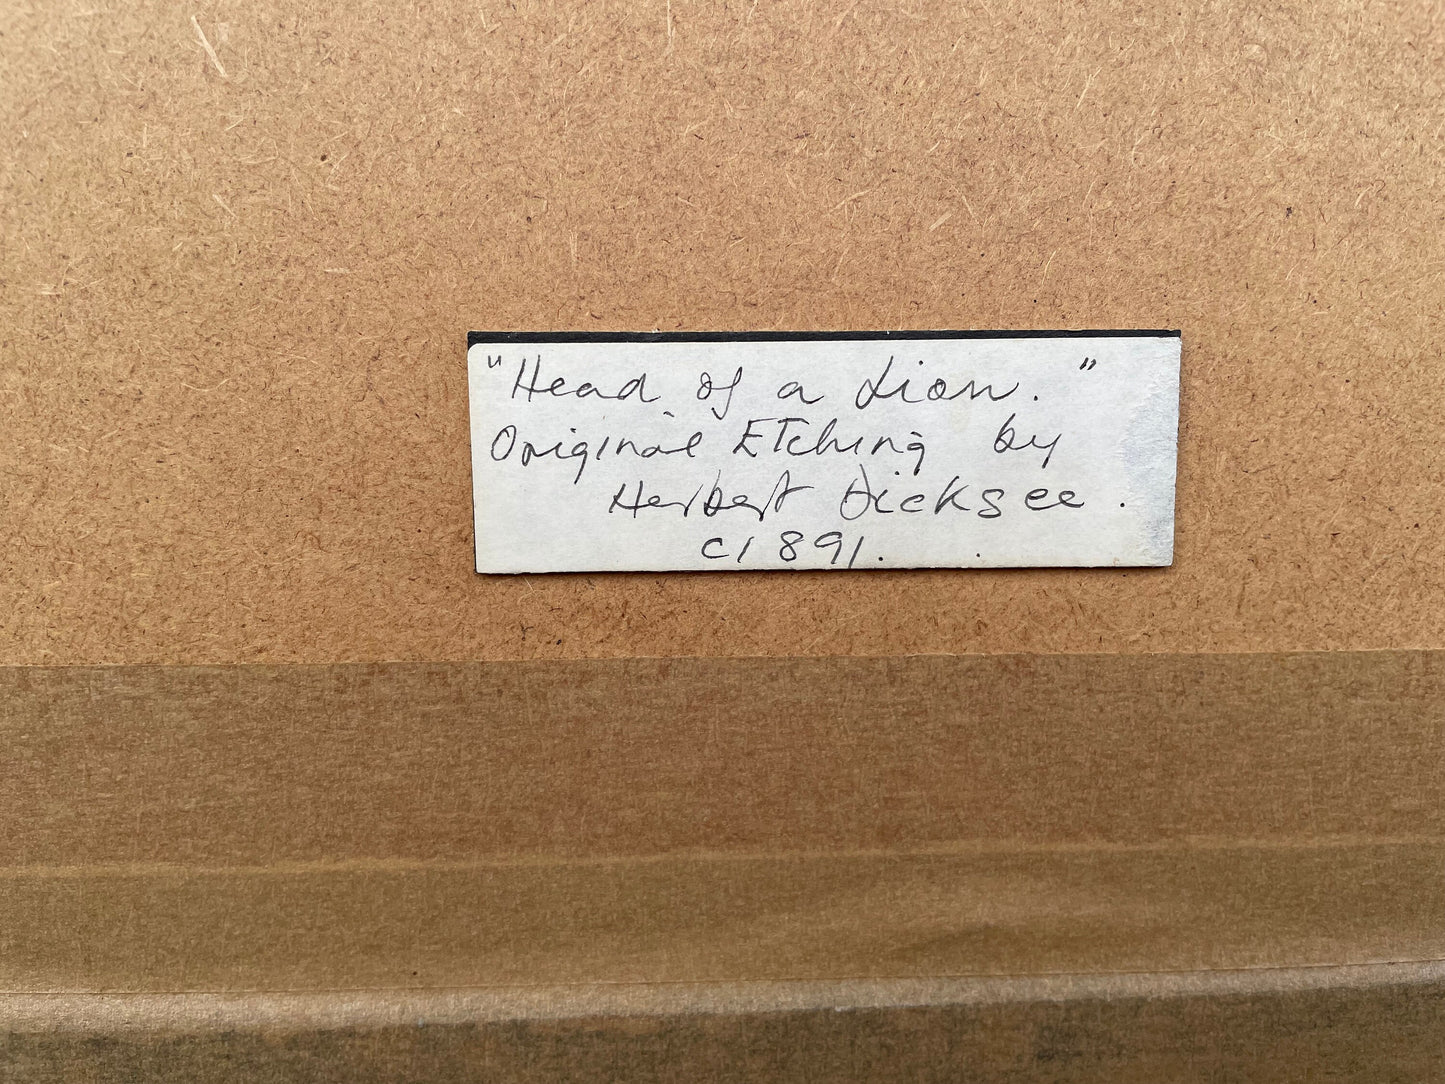 "Head of a Lion."
Original Etching by
Herbert Dicksee.
c1891.